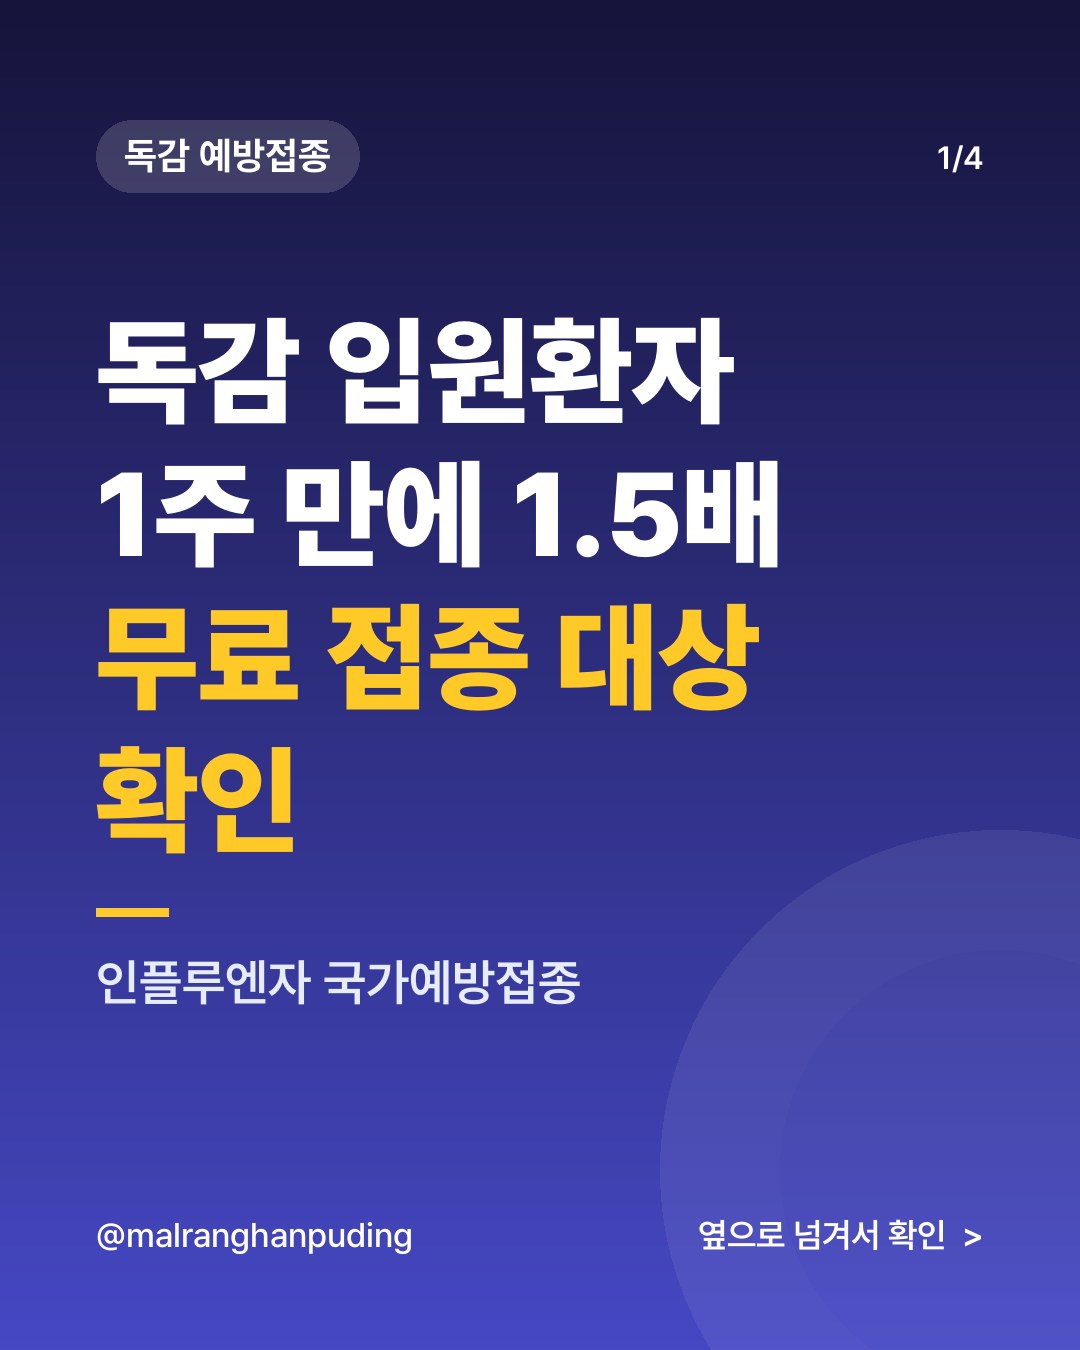 독감 예방접종
1/4
독감 입원환자
1주 만에 1.5배
무료 접종 대상
확인
인플루엔자 국가예방접종
@malranghanpuding
옆으로 넘겨서 확인 >